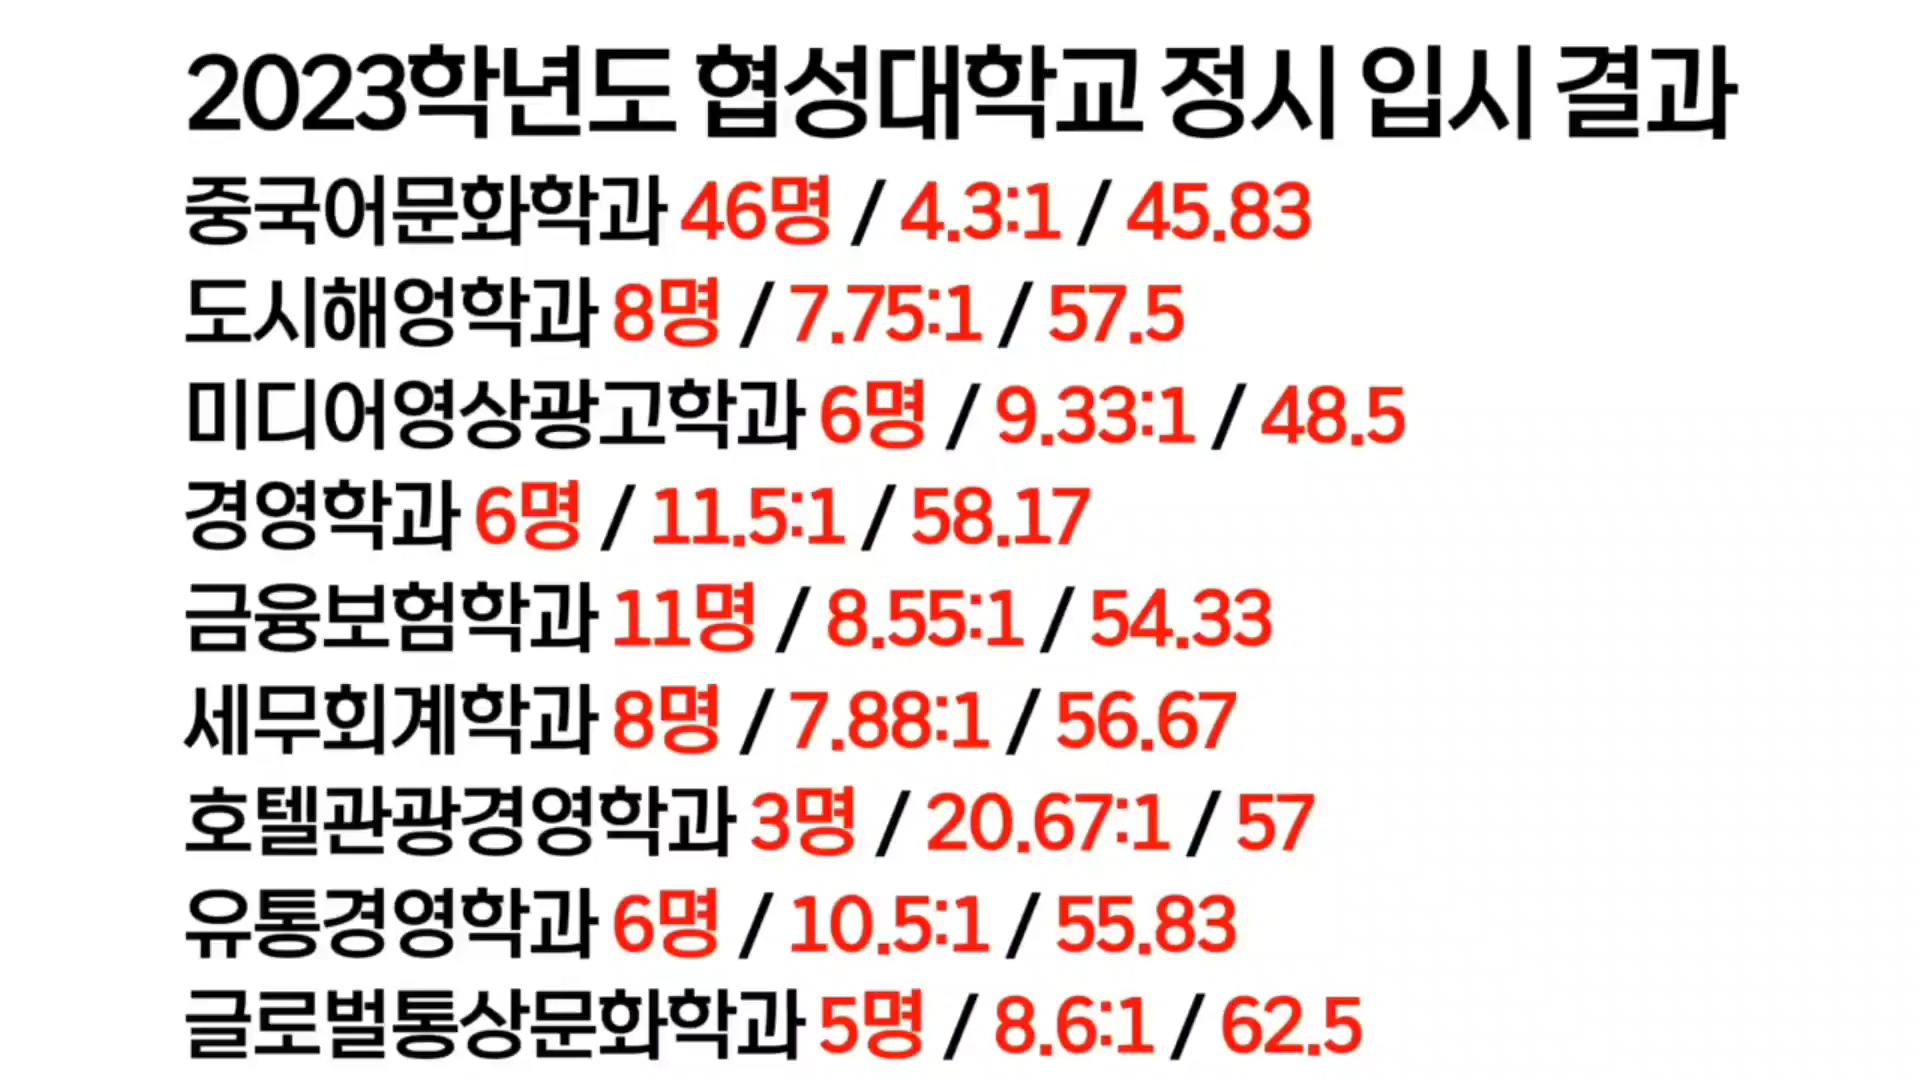 2023학년도 협성대학교 정시 입시 결과
중국어문화학과 46명 / 4.3:1 / 45.83
도시해엉학과 8명 / 7.75:1 / 57.5
미디어영상광고학과 6명 / 9.33:1 / 48.5
경영학과 6명 / 11.5:1 / 58.17
금융보험학과 11명 / 8.55:1 / 54.33
세무회계학과 8명 / 7.88:1 / 56.67
호텔관광경영학과 3명 / 20.67:1 / 57
유통경영학과 6명 / 10.5:1 / 55.83
글로벌통상문화학과 5명 / 8.6:1 / 62.5